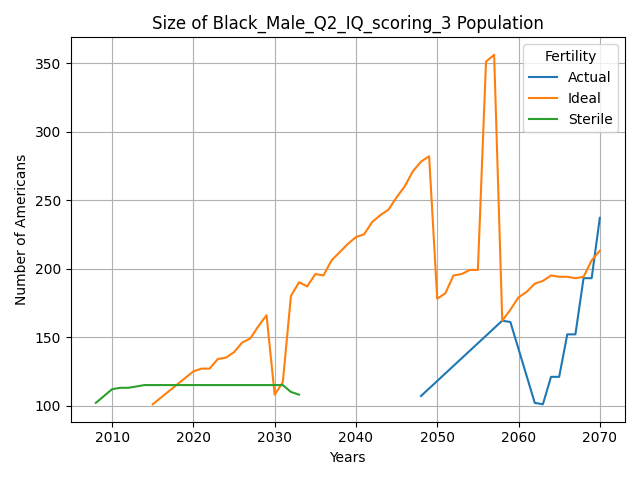 Size of Black_Male_Q2_IQ_scoring_3 Population
Fertility
Actual
Ideal
Sterile
Number of Americans
350
300
250
200
150
100
2010 2020 2030 2040 2050 2060 2070
Years